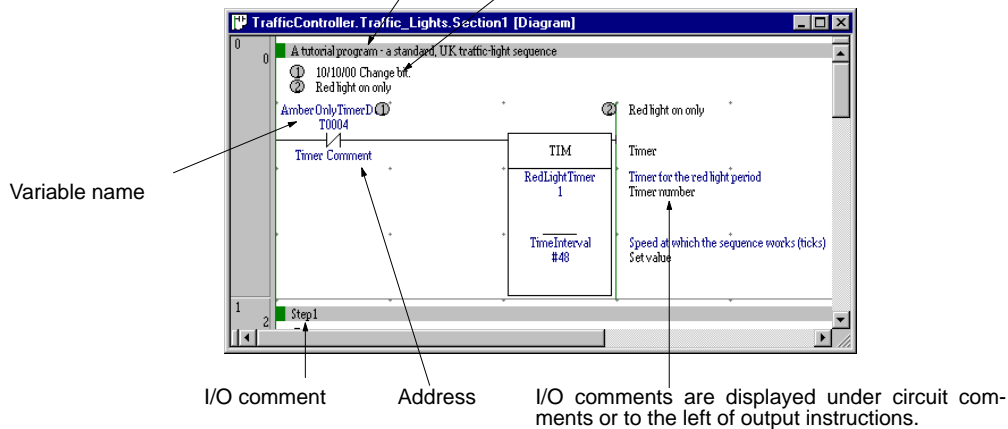 TrafficController.Traffic_Lights.Section1 [Diagram]
0
0
A tutorial program - a standard, UK traffic-light sequence
1 10/10/00 Change bit.
2 Red light on only
AmberOnlyTimerD 1
2 Red light on only
T0004
Timer Comment
TIM
Timer
RedLightTimer
Timer for the red light period
1
Timer number
TimeInterval
Speed at which the sequence works (ticks)
#48
Set value
Variable name
1
2
Step1
I/O comment
Address
I/O comments are displayed under circuit com-
ments or to the left of output instructions.